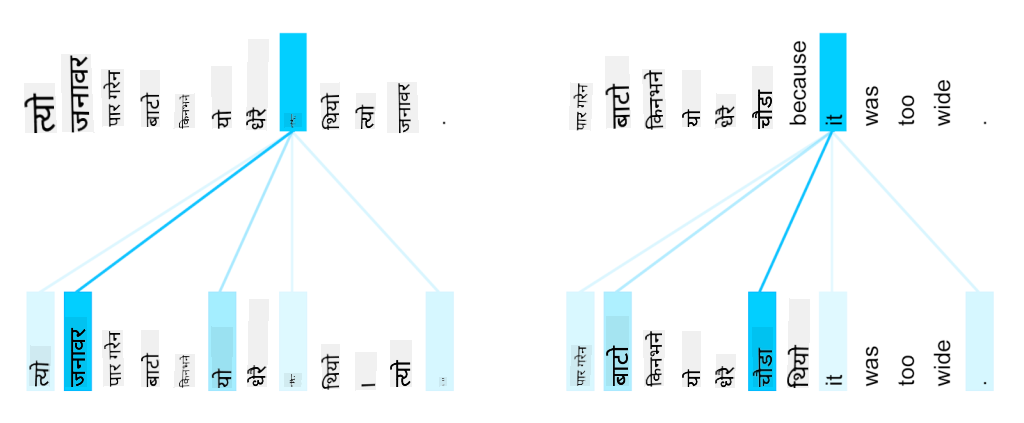 त्यो जनावर पार गरेन बाटो किनभने यो धेरै थियो त्यो जनावर .
पार गरेन बाटो किनभने यो धेरै चौडा because it was too wide .
त्यो जनावर पार गरेन बाटो किनभने यो धेरै थियो । त्यो
पार गरेन बाटो किनभने यो धेरै चौडा थियो it was too wide .